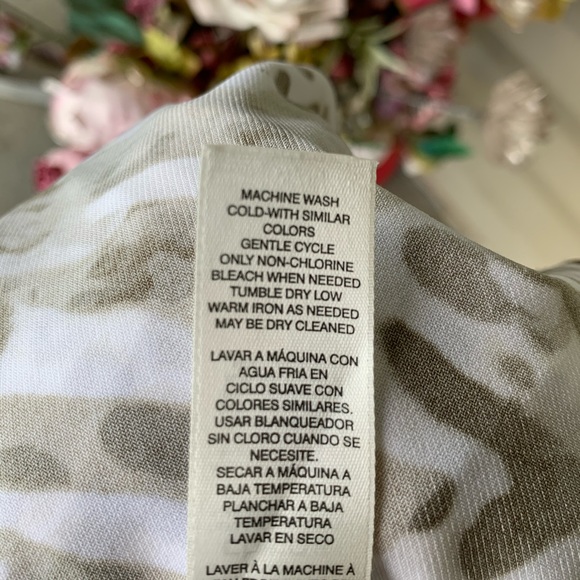 MACHINE WASH
COLD-WITH SIMILAR
COLORS
GENTLE CYCLE
ONLY NON-CHLORINE
BLEACH WHEN NEEDED
TUMBLE DRY LOW
WARM IRON AS NEEDED
MAY BE DRY CLEANED
LAVAR A MÁQUINA CON
AGUA FRIA EN
CICLO SUAVE CON
COLORES SIMILARES.
USAR BLANQUEADOR
SIN CLORO CUANDO SE
NECESITE.
SECAR A MÁQUINA A
BAJA TEMPERATURA
PLANCHAR A BAJA
TEMPERATURA
LAVAR EN SECO
LAVER À LA MACHINE À